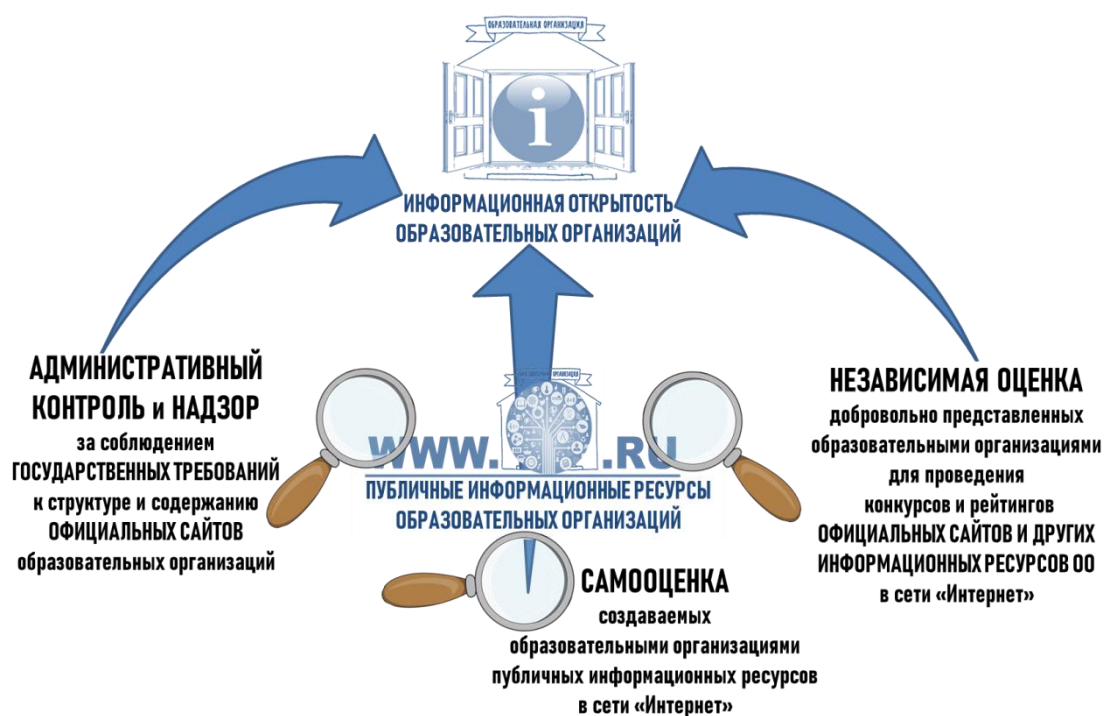 ОБРАЗОВАТЕЛЬНАЯ ОРГАНИЗАЦИЯ
i
ИНФОРМАЦИОННАЯ ОТКРЫТОСТЬ
ОБРАЗОВАТЕЛЬНЫХ ОРГАНИЗАЦИЙ
АДМИНИСТРАТИВНЫЙ
КОНТРОЛЬ и НАДЗОР
за соблюдением
ГОСУДАРСТВЕННЫХ ТРЕБОВАНИЙ
к структуре и содержанию
ОФИЦИАЛЬНЫХ САЙТОВ
образовательных организаций
WWW. .RU
ПУБЛИЧНЫЕ ИНФОРМАЦИОННЫЕ РЕСУРСЫ
ОБРАЗОВАТЕЛЬНЫХ ОРГАНИЗАЦИЙ
САМООЦЕНКА
создаваемых
образовательными организациями
публичных информационных ресурсов
в сети «Интернет»
НЕЗАВИСИМАЯ ОЦЕНКА
добровольно представленных
образовательными организациями
для проведения
конкурсов и рейтингов
ОФИЦИАЛЬНЫХ САЙТОВ И ДРУГИХ
ИНФОРМАЦИОННЫХ РЕСУРСОВ ОО
в сети «Интернет»